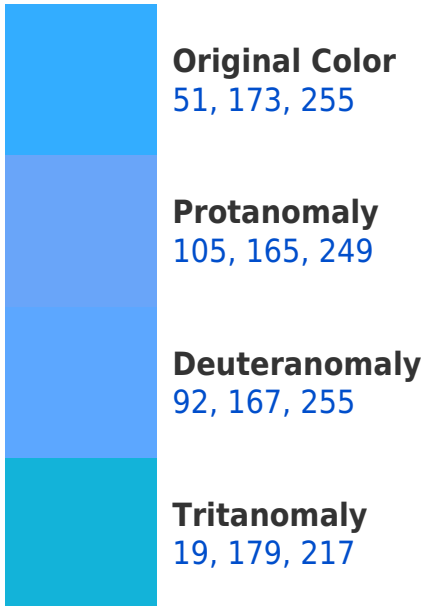 Original Color
51, 173, 255
Protanomaly
105, 165, 249
Deuteranomaly
92, 167, 255
Tritanomaly
19, 179, 217